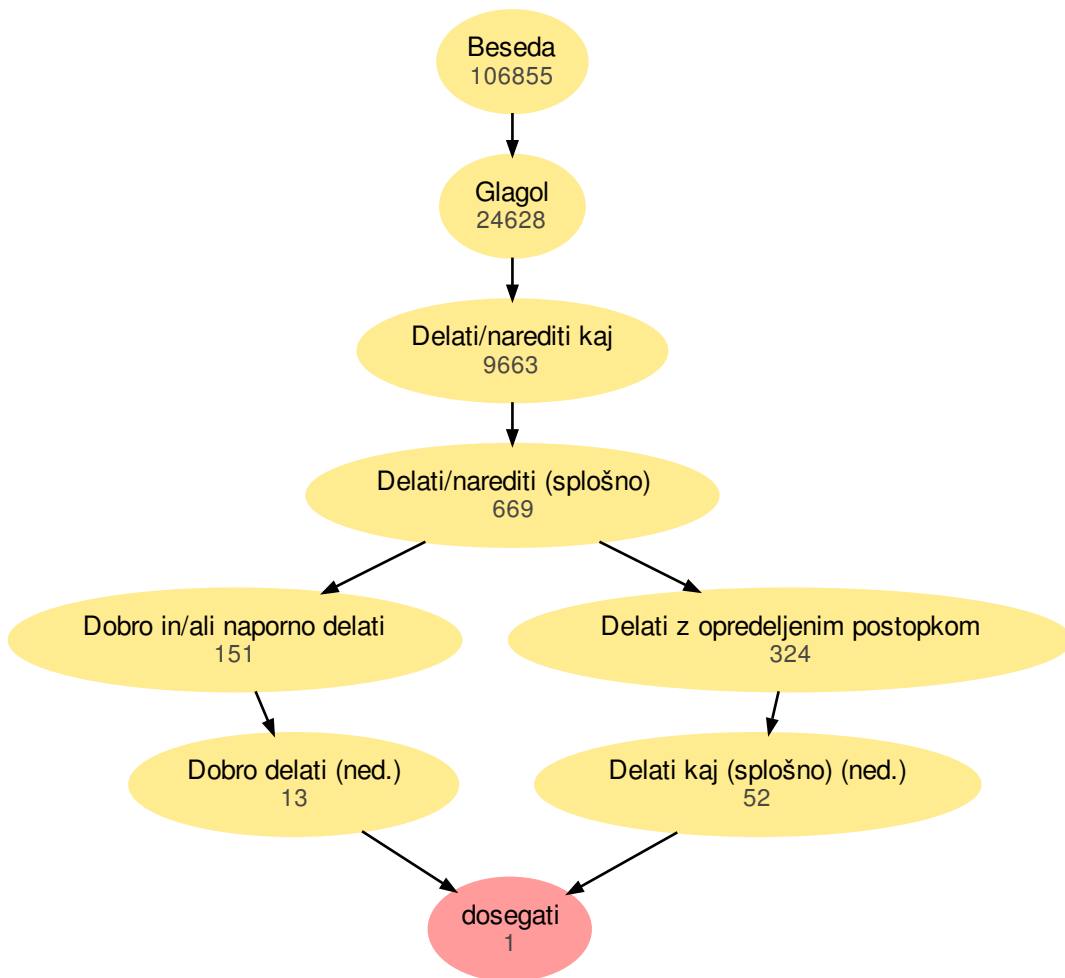 Beseda
106855
Glagol
24628
Delati/narediti kaj
9663
Delati/narediti (splošno)
669
Dobro in/ali naporno delati
151
Delati z opredeljenim postopkom
324
Dobro delati (ned.)
13
Delati kaj (splošno) (ned.)
52
dosegati
1